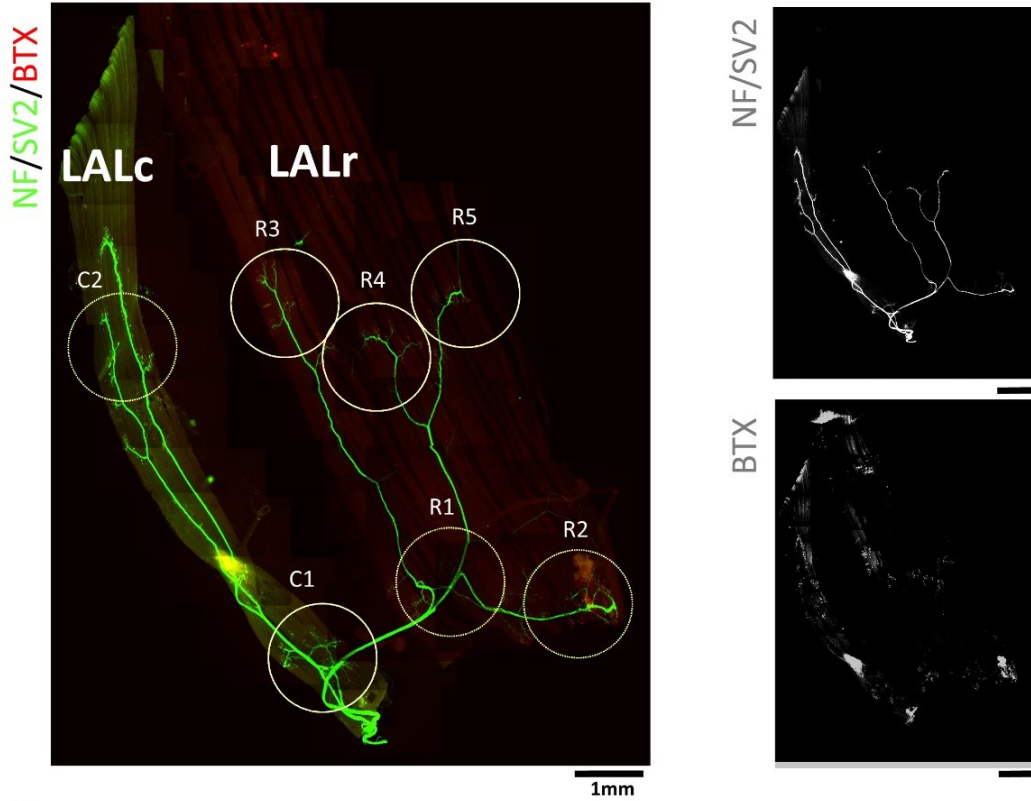 NF/SV2/BTX
LALc
LALr
R3
R4
R5
C2
R1
R2
C1
1mm
NF/SV2
BTX